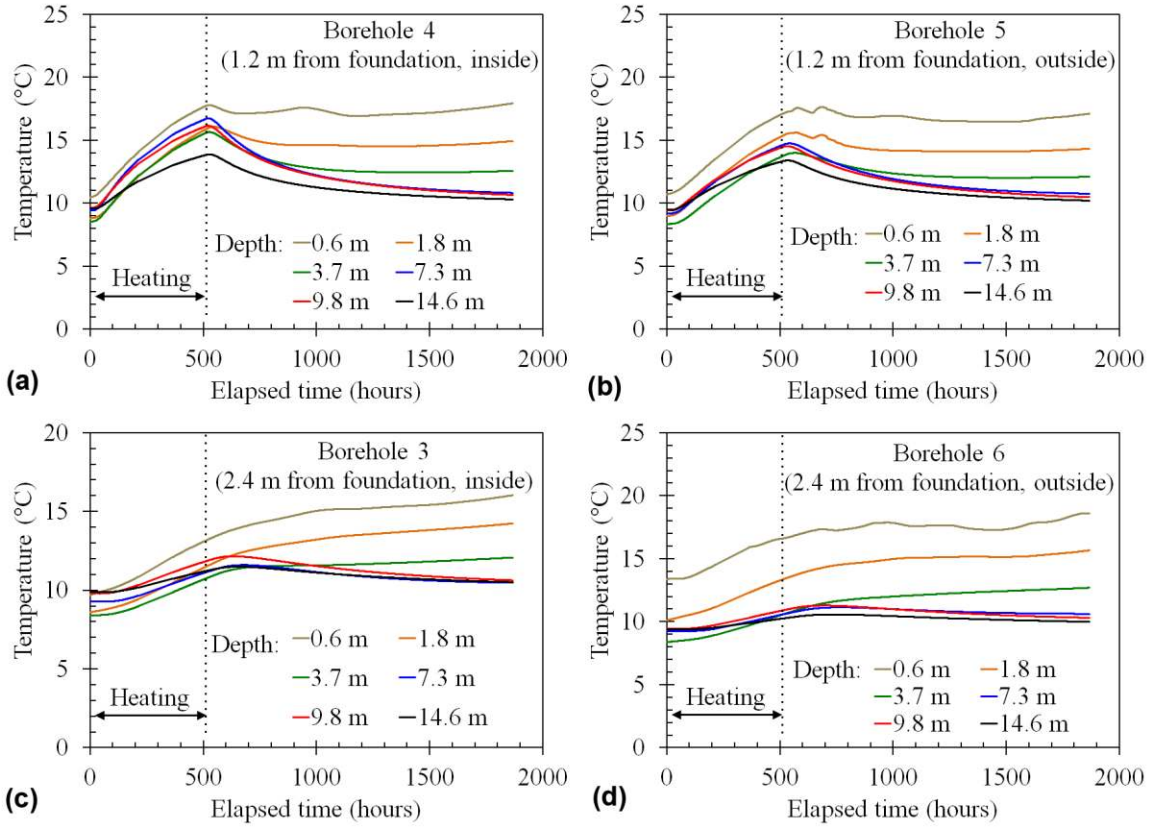 25
20
15
10
5
0
Temperature (°C)
Borehole 4
(1.2 m from foundation, inside)
Depth: 0.6 m 1.8 m
3.7 m 7.3 m
9.8 m 14.6 m
Heating
0 500 1000 1500 2000
Elapsed time (hours)
(a)
25
20
15
10
5
0
Temperature (°C)
Borehole 5
(1.2 m from foundation, outside)
Depth: 0.6 m 1.8 m
3.7 m 7.3 m
9.8 m 14.6 m
Heating
0 500 1000 1500 2000
Elapsed time (hours)
(b)
20
15
10
5
0
Temperature (°C)
Borehole 3
(2.4 m from foundation, inside)
Depth: 0.6 m 1.8 m
3.7 m 7.3 m
9.8 m 14.6 m
Heating
0 500 1000 1500 2000
Elapsed time (hours)
(c)
25
20
15
10
5
0
Temperature (°C)
Borehole 6
(2.4 m from foundation, outside)
Depth: 0.6 m 1.8 m
3.7 m 7.3 m
9.8 m 14.6 m
Heating
0 500 1000 1500 2000
Elapsed time (hours)
(d)